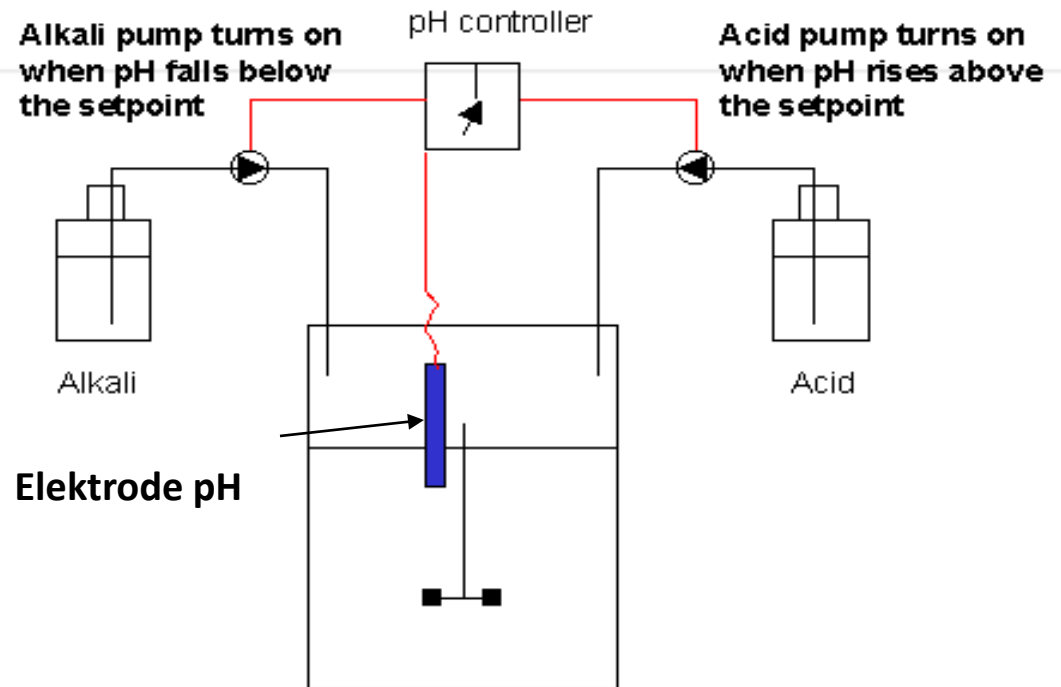 Alkali pump turns on
when pH falls below
the setpoint
pH controller
Acid pump turns on
when pH rises above
the setpoint
Alkali
Acid
Elektrode pH